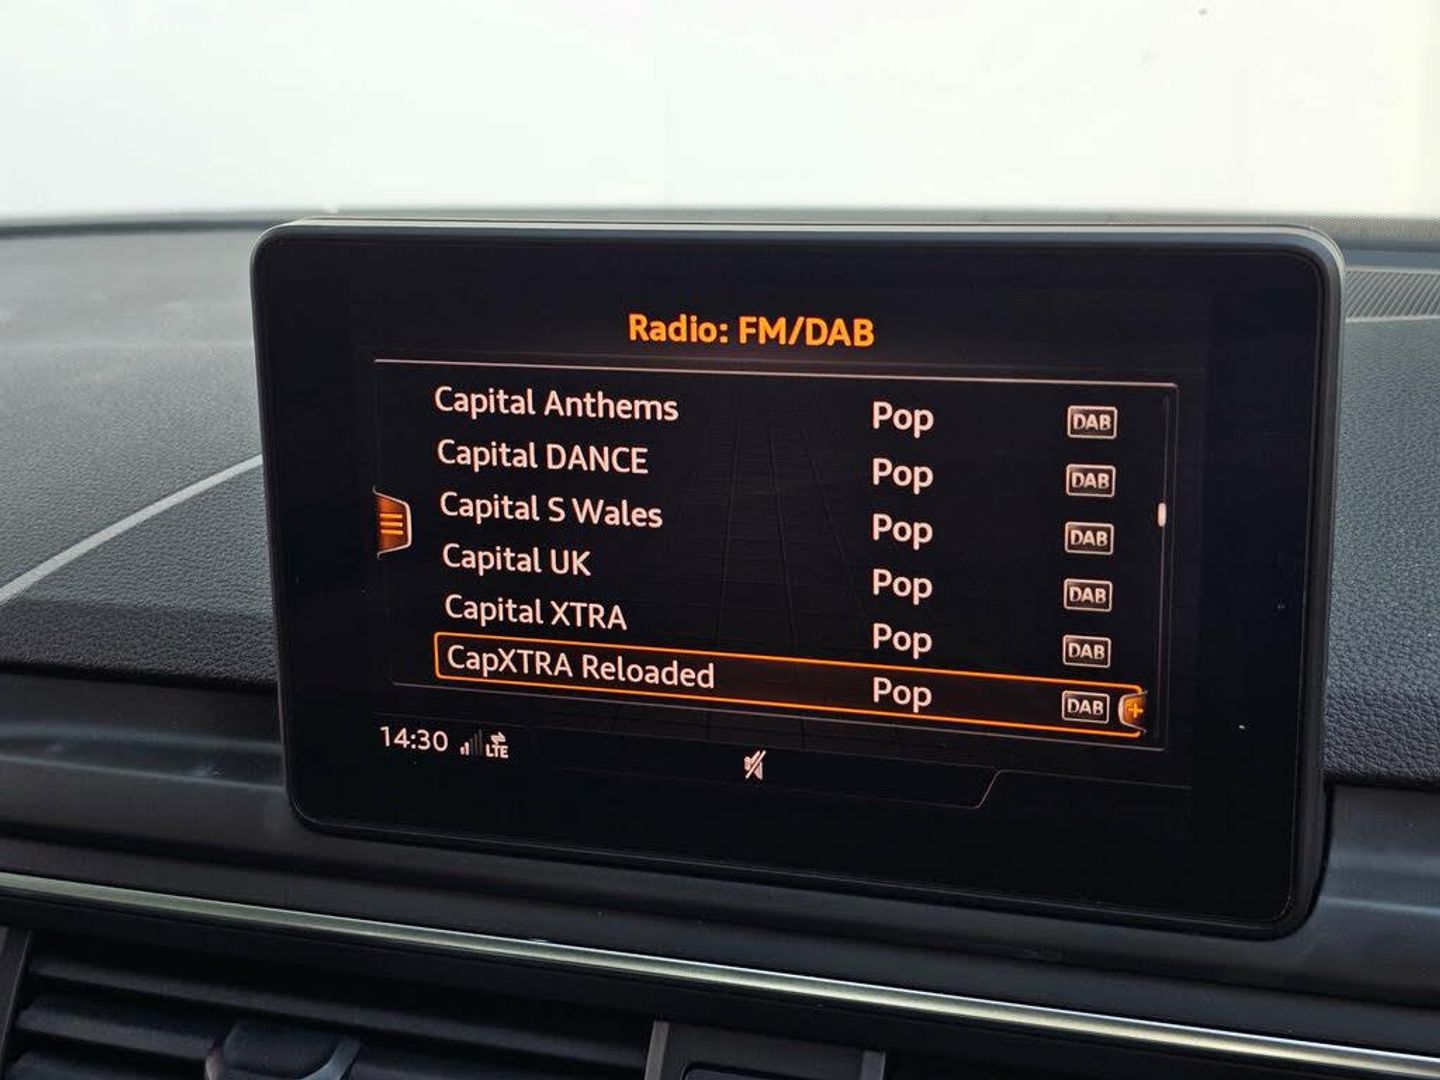 Radio: FM/DAB
Capital Anthems Pop DAB
Capital DANCE Pop DAB
Capital S Wales Pop DAB
Capital UK Pop DAB
Capital XTRA Pop DAB
CapXTRA Reloaded Pop DAB
14:30 LTE